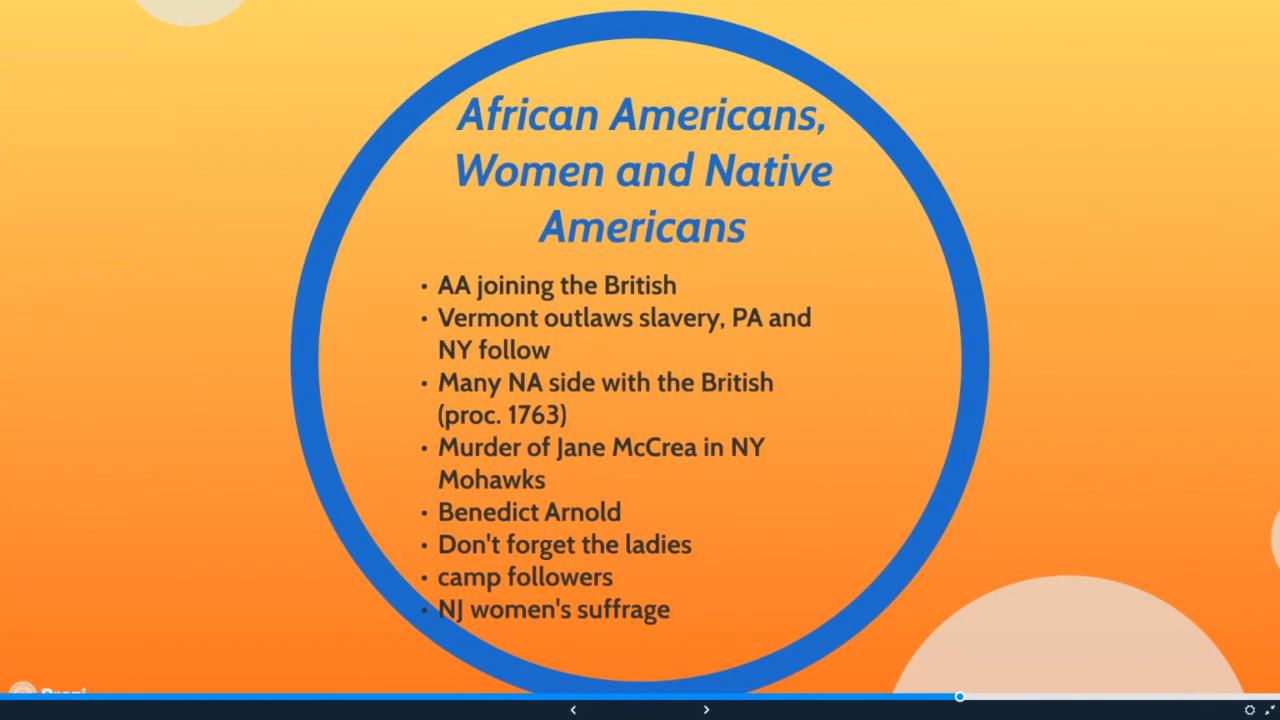 African Americans,
Women and Native
Americans
• AA joining the British
• Vermont outlaws slavery, PA and
NY follow
• Many NA side with the British
(proc. 1763)
• Murder of Jane McCrea in NY
Mohawks
• Benedict Arnold
• Don't forget the ladies
• camp followers
• NJ women's suffrage